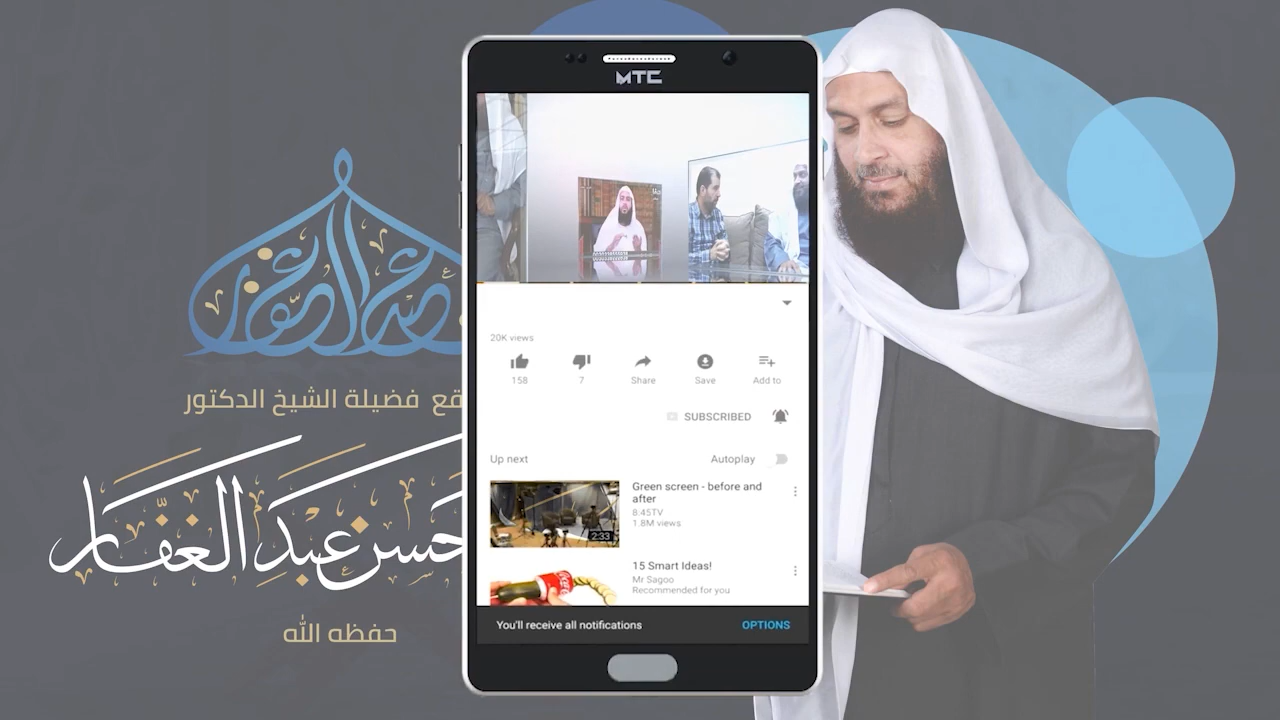 قع فضيلة الشيخ الدكتور
حسن عبد الغفار
حفظه الله
MTC
20K views
158
7
Share
Save
Add to
SUBSCRIBED
Up next
Autoplay
Green screen - before and
after
8:45TV
1.8M views
2:33
15 Smart Ideas!
Mr Sagoo
Recommended for you
You'll receive all notifications
OPTIONS